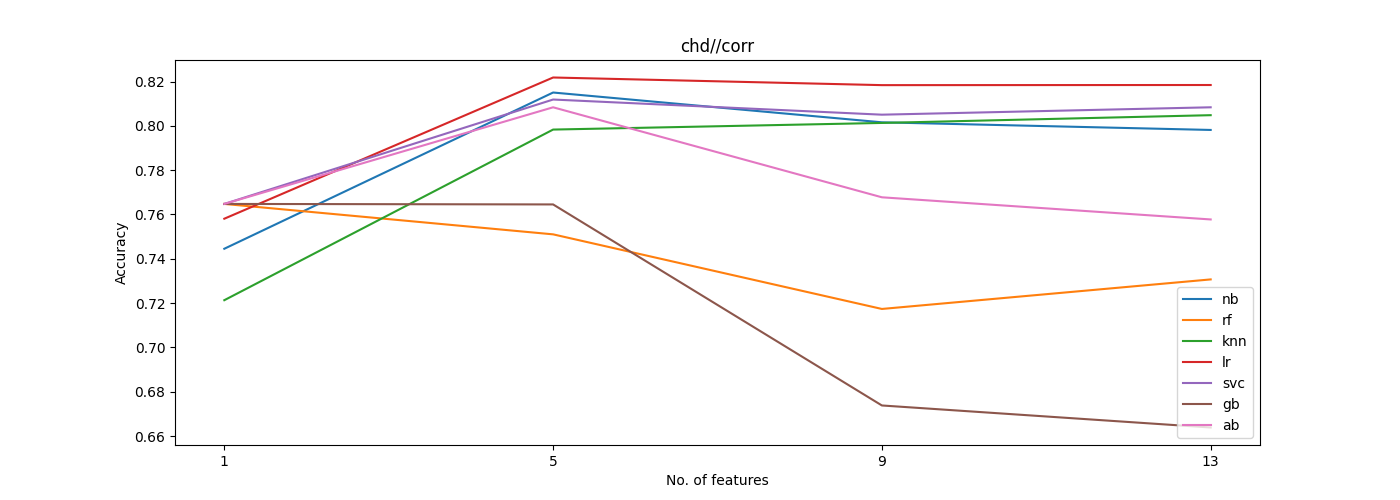 chd//corr
Accuracy
0.82
0.80
0.78
0.76
0.74
0.72
0.70
0.68
0.66
1 5 9 13
No. of features
nb
rf
knn
lr
svc
gb
ab